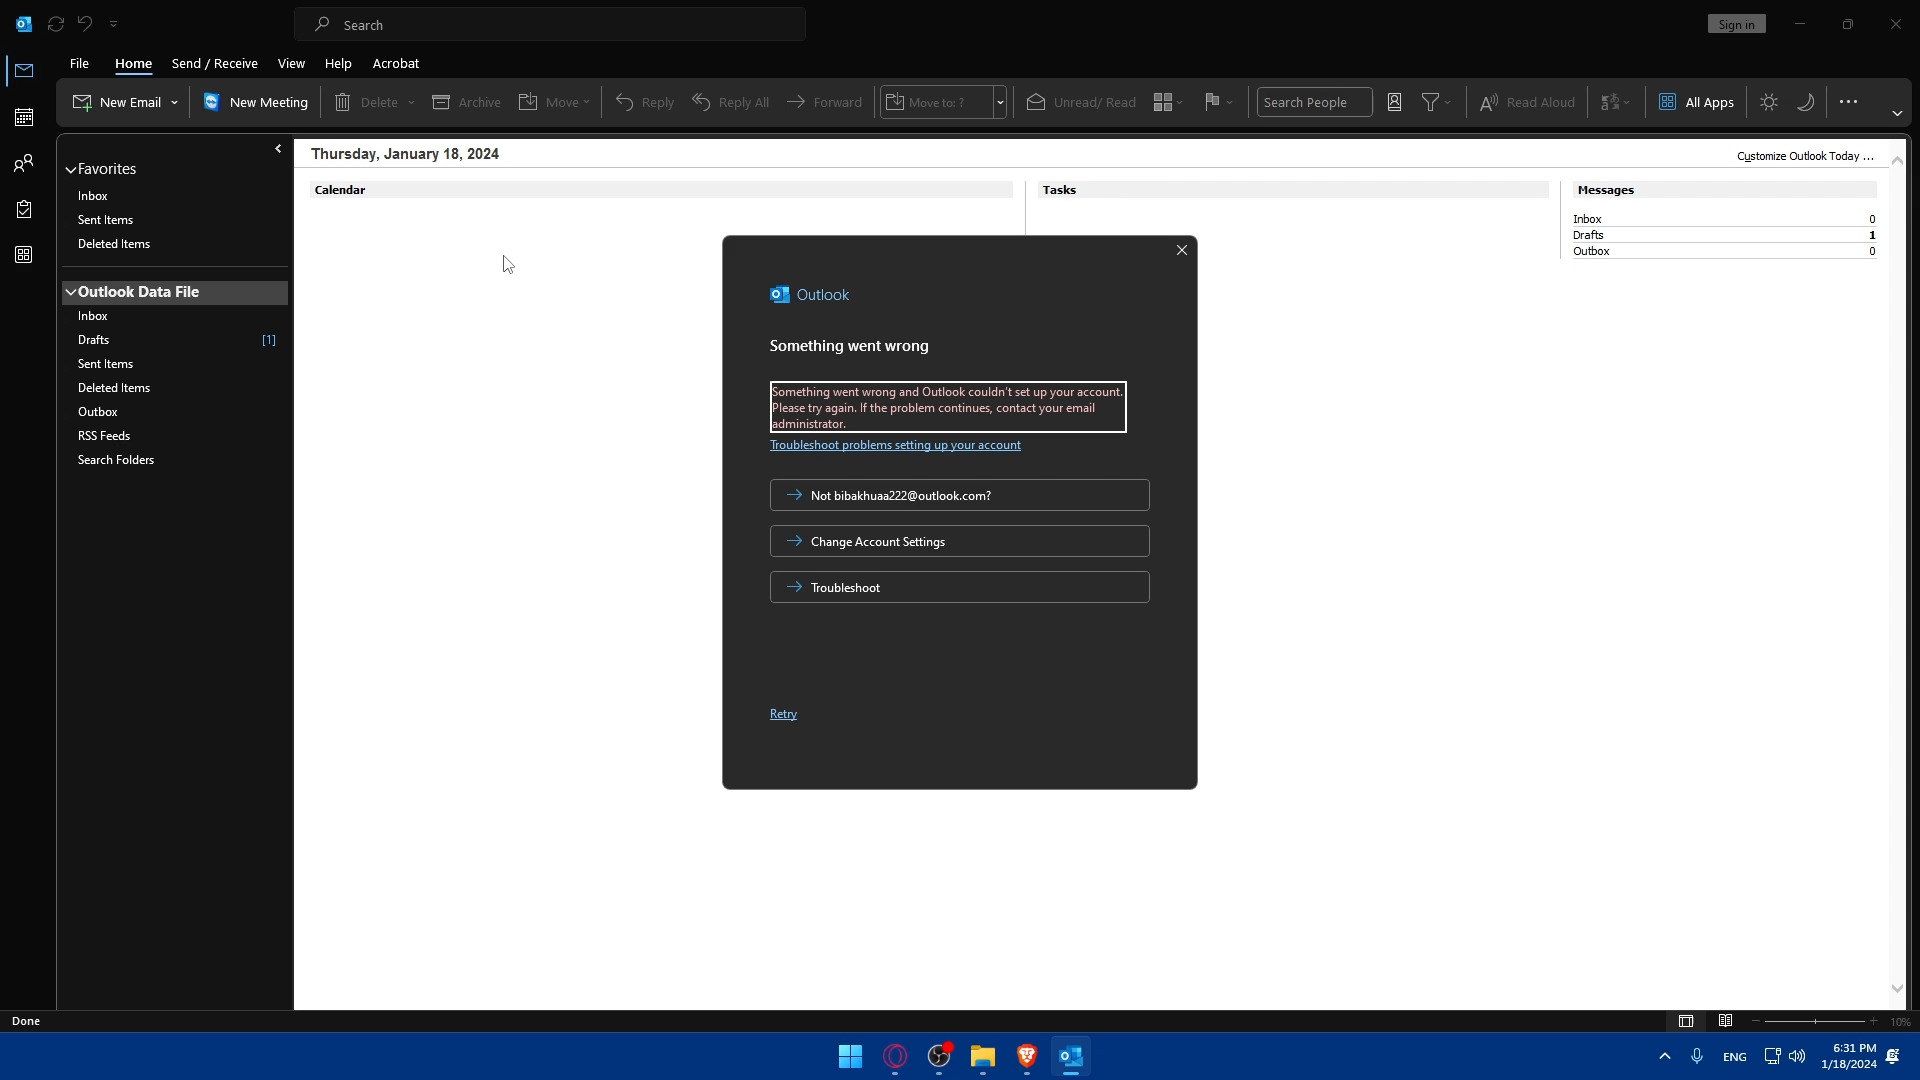 Search
Sign in
File Home Send / Receive View Help Acrobat
New Email New Meeting Delete Archive Move Reply Reply All Forward Move to: ? Unread/ Read Search People Read Aloud All Apps
Thursday, January 18, 2024
Customize Outlook Today ...
Favorites
Inbox
Sent Items
Deleted Items
Outlook Data File
Inbox
Drafts [1]
Sent Items
Deleted Items
Outbox
RSS Feeds
Search Folders
Calendar
Tasks
Messages
Inbox 0
Drafts 1
Outbox 0
Outlook
Something went wrong
Something went wrong and Outlook couldn't set up your account.
Please try again. If the problem continues, contact your email
administrator.
Troubleshoot problems setting up your account
Not bibakhuaa222@outlook.com?
Change Account Settings
Troubleshoot
Retry
Done
10%
ENG
6:31 PM
1/18/2024